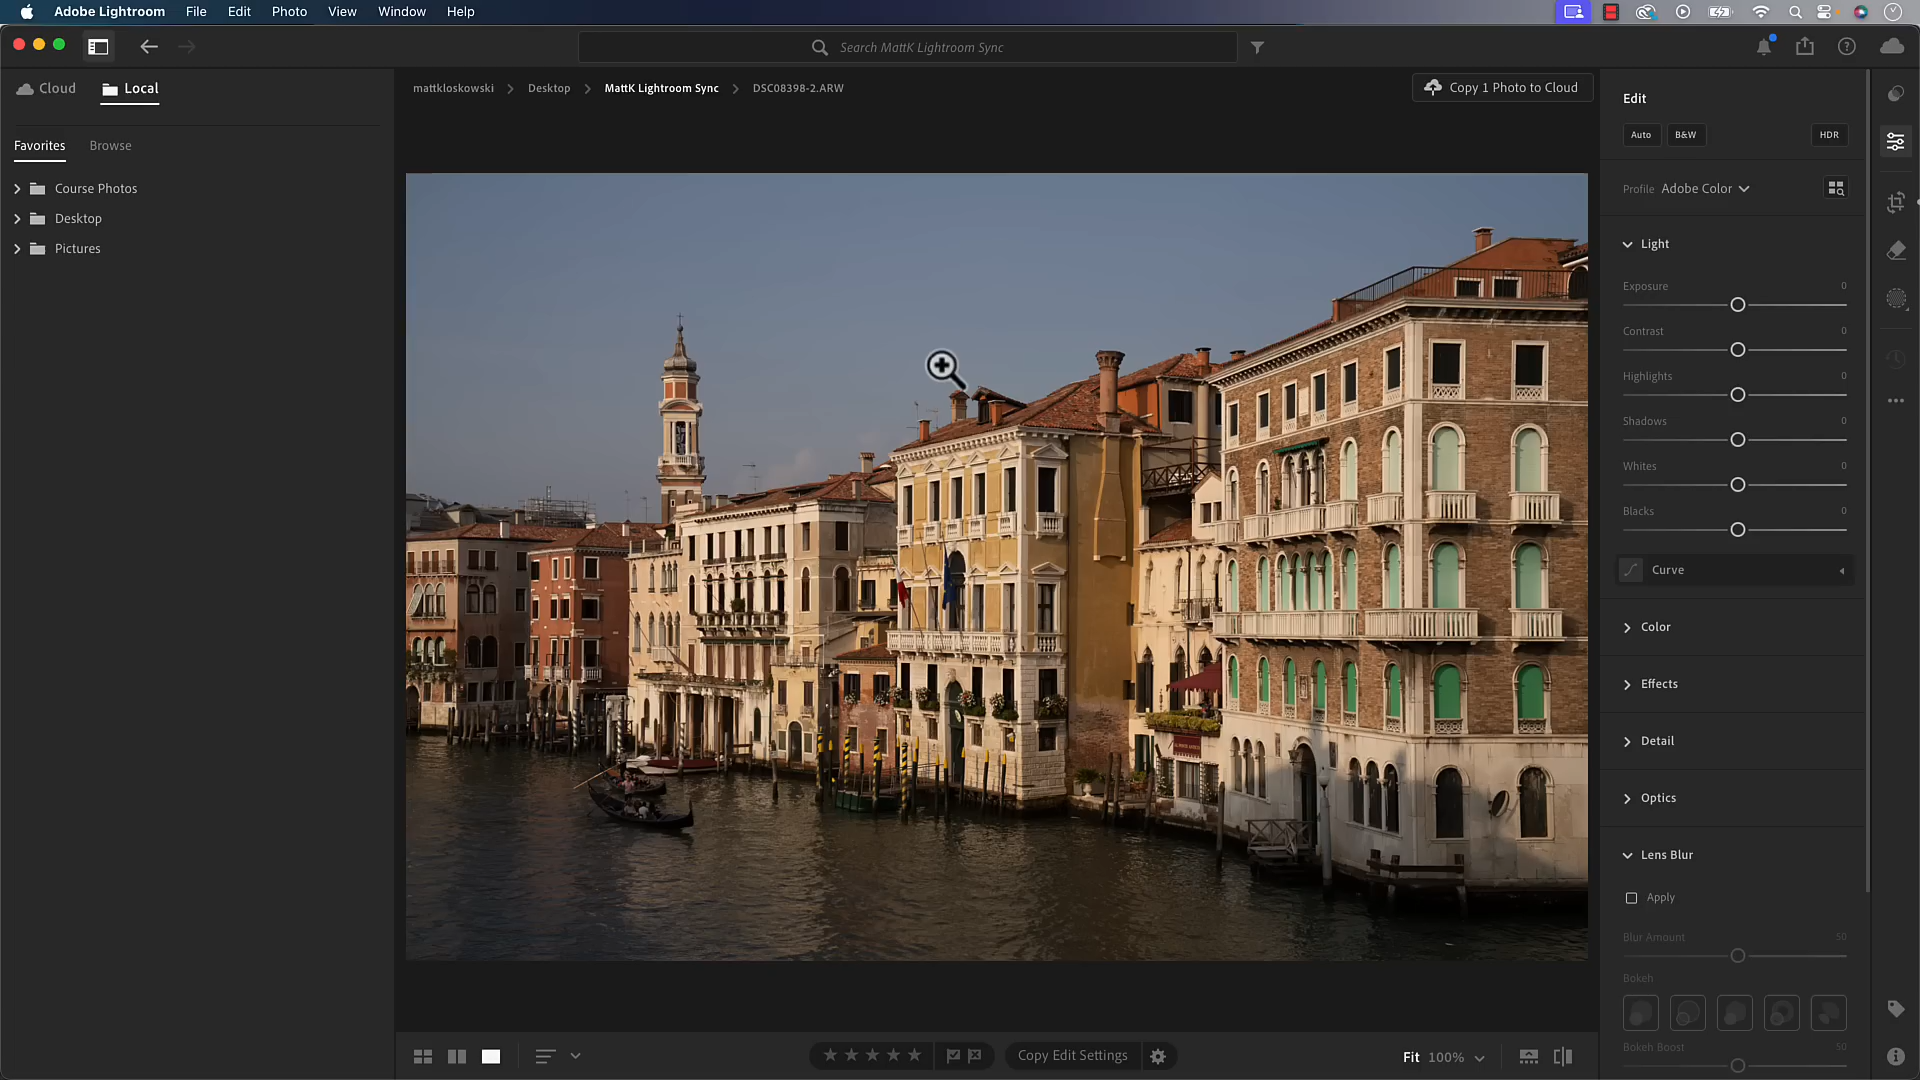 Adobe Lightroom File Edit Photo View Window Help
Search MattK Lightroom Sync
Cloud Local
mattkloskowski Desktop MattK Lightroom Sync DSC08398-2.ARW
Copy 1 Photo to Cloud
Favorites Browse
Course Photos
Desktop
Pictures
Edit
Auto B&W HDR
Profile Adobe Color
Light
Exposure 0
Contrast 0
Highlights 0
Shadows 0
Whites 0
Blacks 0
Curve
Color
Effects
Detail
Optics
Lens Blur
Apply
Blur Amount 50
Bokeh
Bokeh Boost 50
Copy Edit Settings
Fit 100%